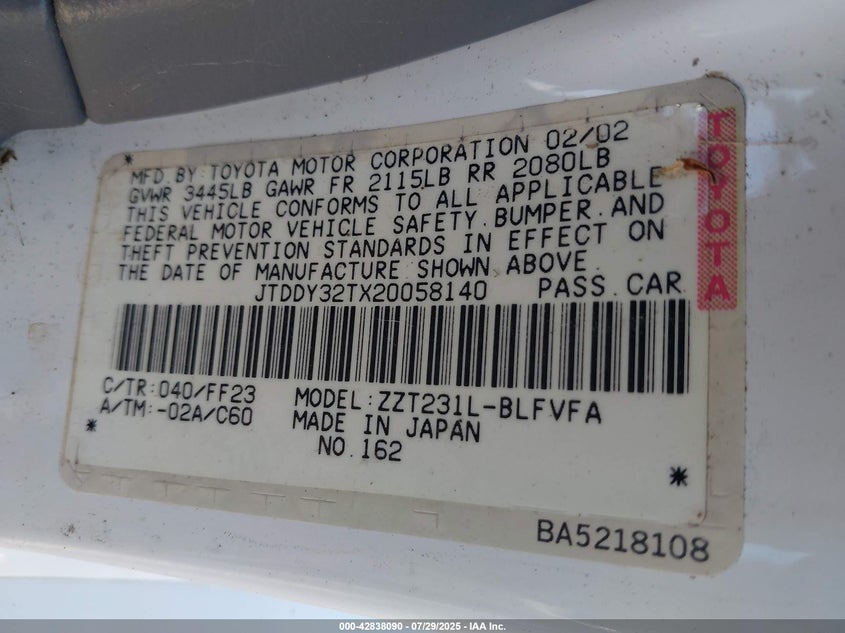 MFD. BY TOYOTA MOTOR CORPORATION 02/02
GVWR 3445LB GAWR FR 2115LB RR 2080LB
THIS VEHICLE CONFORMS TO ALL APPLICABLE
FEDERAL MOTOR VEHICLE SAFETY, BUMPER, AND
THEFT PREVENTION STANDARDS IN EFFECT ON
THE DATE OF MANUFACTURE SHOWN ABOVE.
JTDDY32TX20058140 PASS. CAR
C/TR:040/FF23 MODEL:ZZT231L-BLFVFA
A/TM:-02A/C60 MADE IN JAPAN
NO.162
BA5218108
TOYOTA
000-42838090 - 07/29/2025 - IAA Inc.